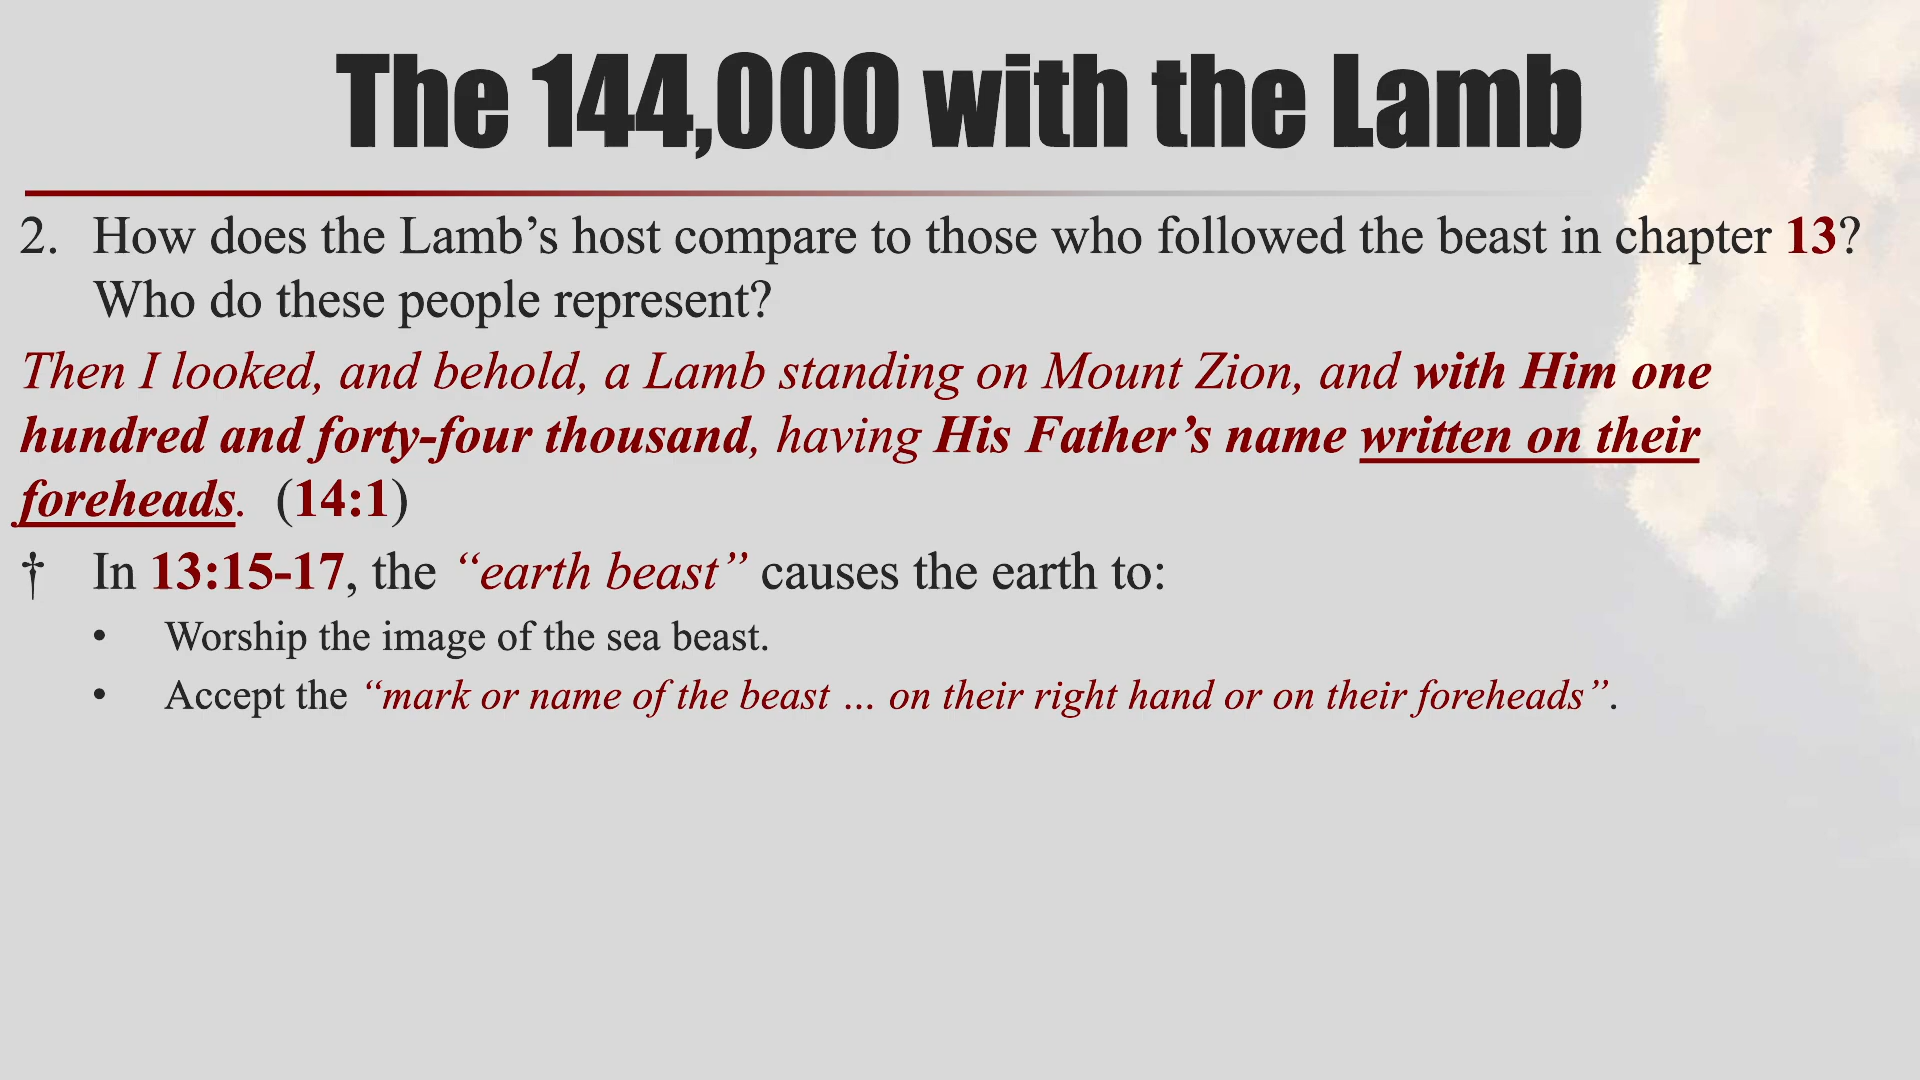 The 144,000 with the Lamb
2. How does the Lamb’s host compare to those who followed the beast in chapter 13?
Who do these people represent?
Then I looked, and behold, a Lamb standing on Mount Zion, and with Him one
hundred and forty-four thousand, having His Father’s name written on their
foreheads. (14:1)
† In 13:15-17, the “earth beast” causes the earth to:
• Worship the image of the sea beast.
• Accept the “mark or name of the beast … on their right hand or on their foreheads”.